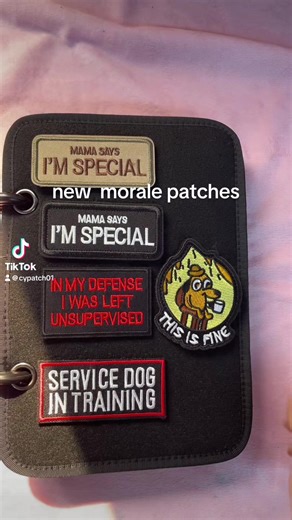 MAMA SAYS
I'M SPECIAL
new morale patches
MAMA SAYS
I'M SPECIAL
TikTok
@cypatch01
IN MY DEFENSE
I WAS LEFT
UNSUPERVISED
THIS IS FINE
SERVICE DOG
IN TRAINING